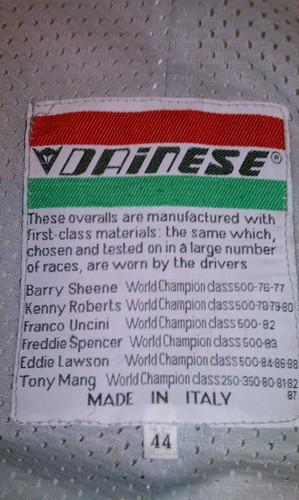 DAINESE®
These overalls are manufactured with
first-class materials: the same which,
chosen and tested on in a large number
of races, are worn by the drivers
Barry Sheene World Champion class 500-76-77
Kenny Roberts World Champion class 500-78-79-80
Franco Uncini World Champion class 500-82
Freddie Spencer World Champion class 500-83
Eddie Lawson World Champion class 500-84-86-88
Tony Mang World Champion class 250-350-80-81-82
87
MADE IN ITALY
44